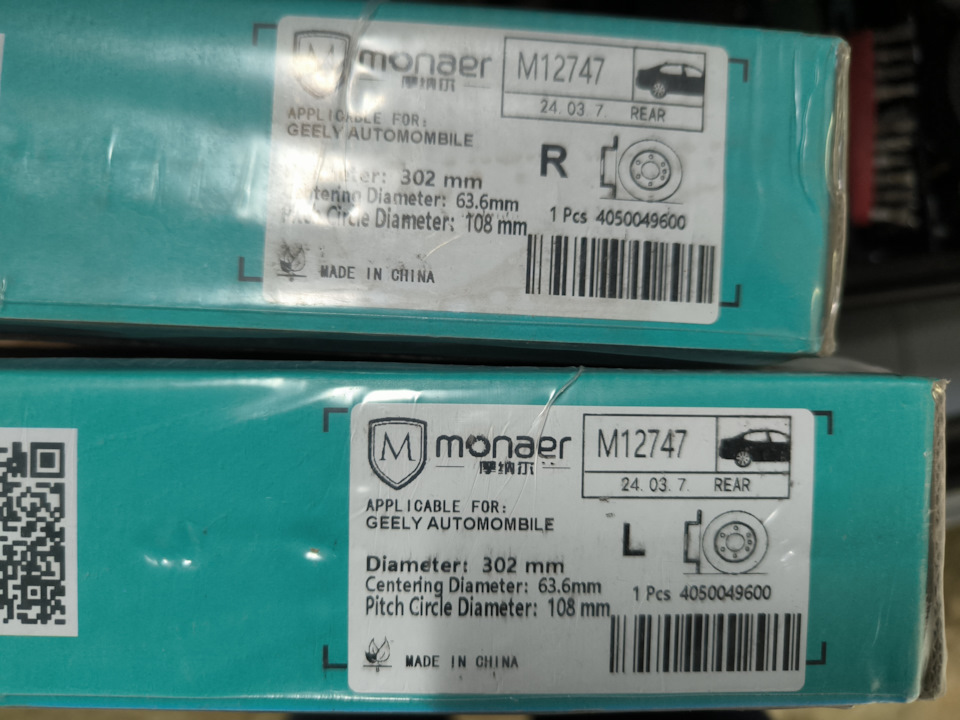 M
monaer
摩纳尔
M12747
24. 03. 7. REAR
APPLICABLE FOR:
GEELY AUTOMOMBILE
R
302 mm
Centering Diameter: 63.6mm
Pitch Circle Diameter: 108 mm
1 Pcs 4050049600
MADE IN CHINA
M
monaer
摩纳尔
M12747
24. 03. 7. REAR
APPLICABLE FOR:
GEELY AUTOMOMBILE
L
Diameter: 302 mm
Centering Diameter: 63.6mm
Pitch Circle Diameter: 108 mm
1 Pcs 4050049600
MADE IN CHINA